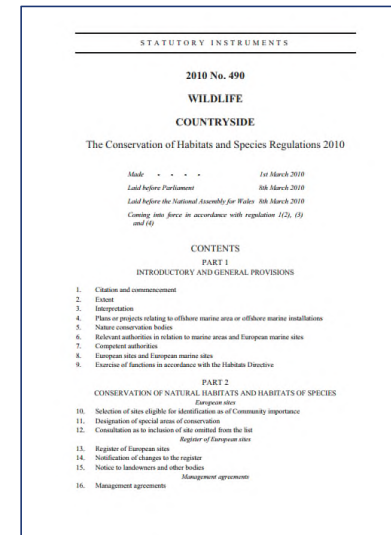 STATUTORY INSTRUMENTS
2010 No. 490
WILDLIFE
COUNTRYSIDE
The Conservation of Habitats and Species Regulations 2010
Made - - - - 1st March 2010
Laid before Parliament 8th March 2010
Laid before the National Assembly for Wales 8th March 2010
Coming into force in accordance with regulation 1(2), (3)
and (4)
CONTENTS
PART 1
INTRODUCTORY AND GENERAL PROVISIONS
1. Citation and commencement
2. Extent
3. Interpretation
4. Plans or projects relating to offshore marine area or offshore marine installations
5. Nature conservation bodies
6. Relevant authorities in relation to marine areas and European marine sites
7. Competent authorities
8. European sites and European marine sites
9. Exercise of functions in accordance with the Habitats Directive
PART 2
CONSERVATION OF NATURAL HABITATS AND HABITATS OF SPECIES
European sites
10. Selection of sites eligible for identification as of Community importance
11. Designation of special areas of conservation
12. Consultation as to inclusion of site omitted from the list
Register of European sites
13. Register of European sites
14. Notification of changes to the register
15. Notice to landowners and other bodies
Management agreements
16. Management agreements